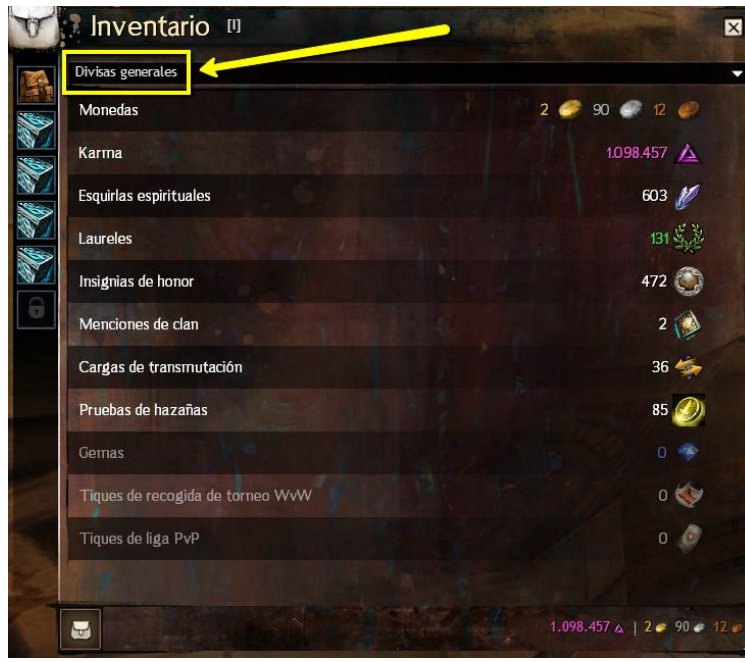 Inventario [I]
Divisas generales
Monedas 2 90 12
Karma 1.098.457
Esquirlas espirituales 603
Laureles 131
Insignias de honor 472
Menciones de clan 2
Cargas de transmutación 36
Pruebas de hazañas 85
Gemas 0
Tiques de recogida de torneo WvW 0
Tiques de liga PvP 0
1.098.457 | 2 90 12